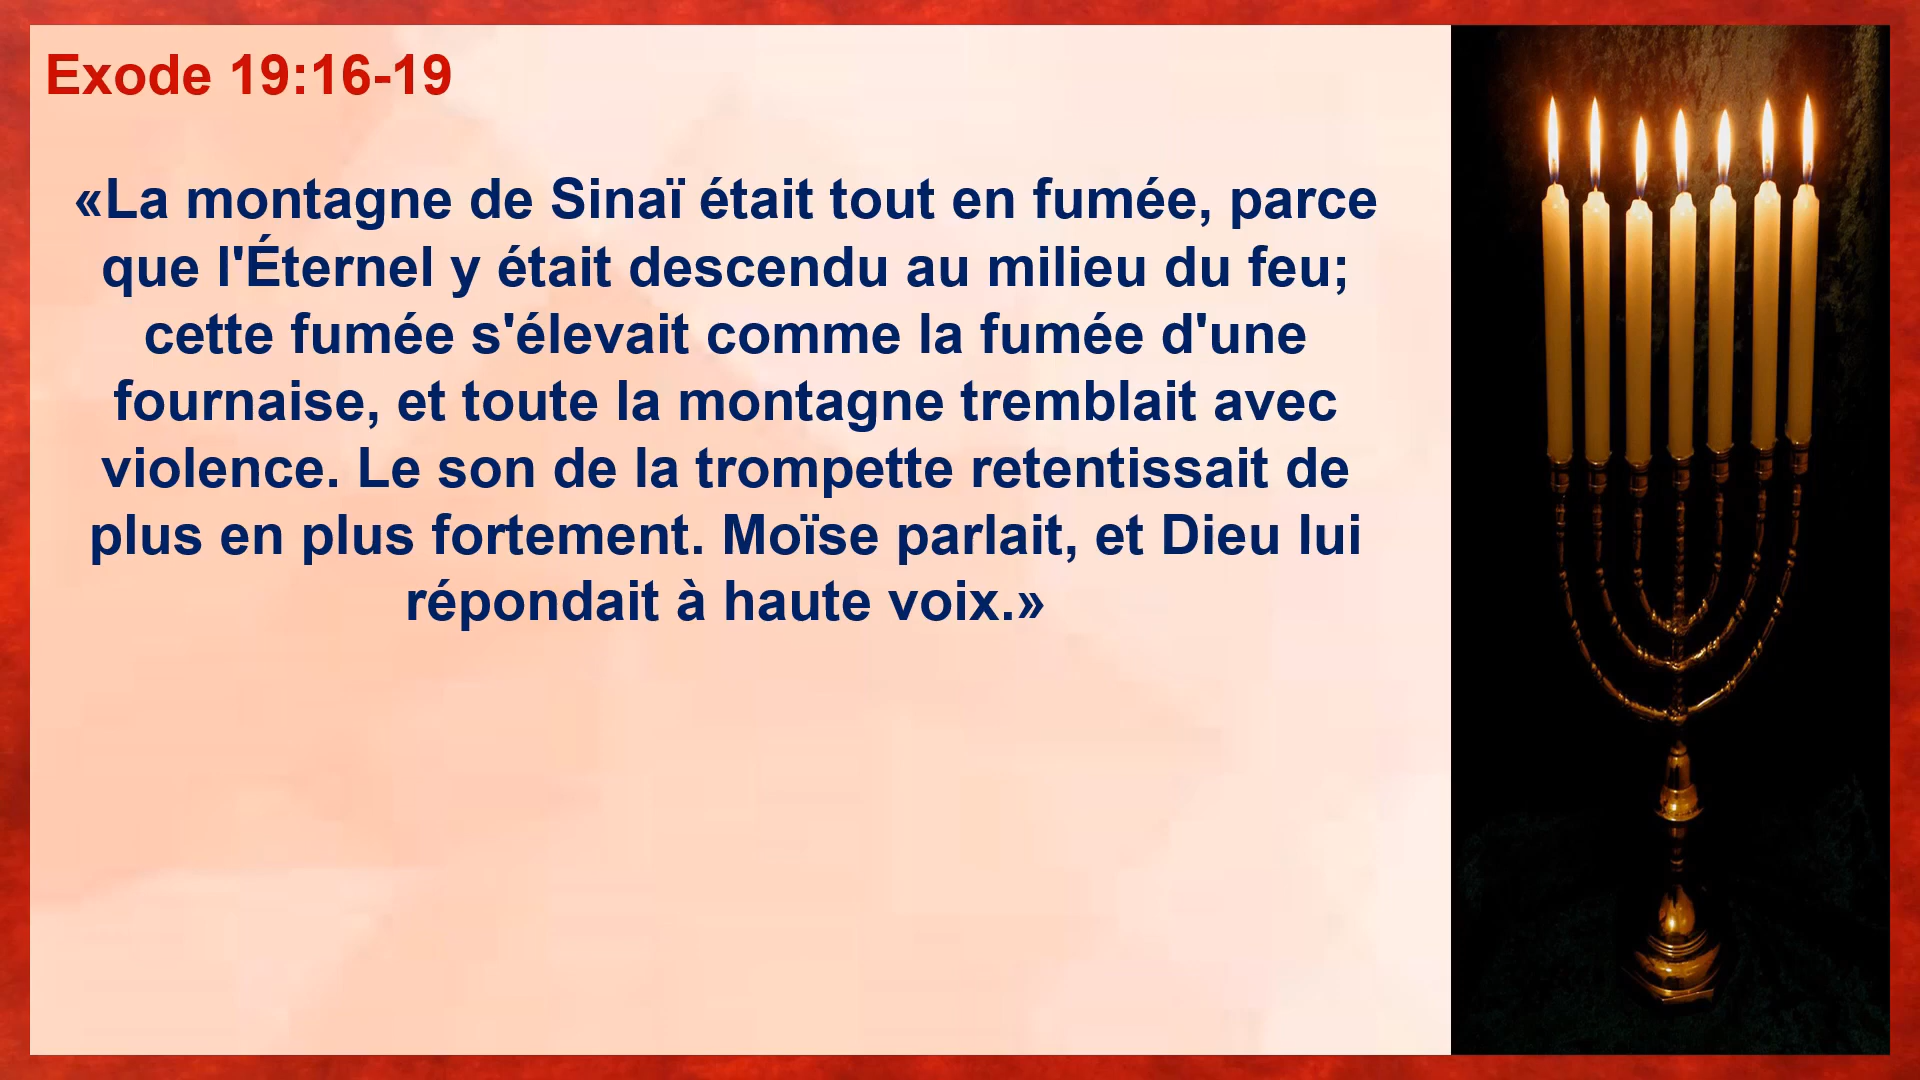 Exode 19:16-19
«La montagne de Sinaï était tout en fumée, parce
que l'Éternel y était descendu au milieu du feu;
cette fumée s'élevait comme la fumée d'une
fournaise, et toute la montagne tremblait avec
violence. Le son de la trompette retentissait de
plus en plus fortement. Moïse parlait, et Dieu lui
répondait à haute voix.»